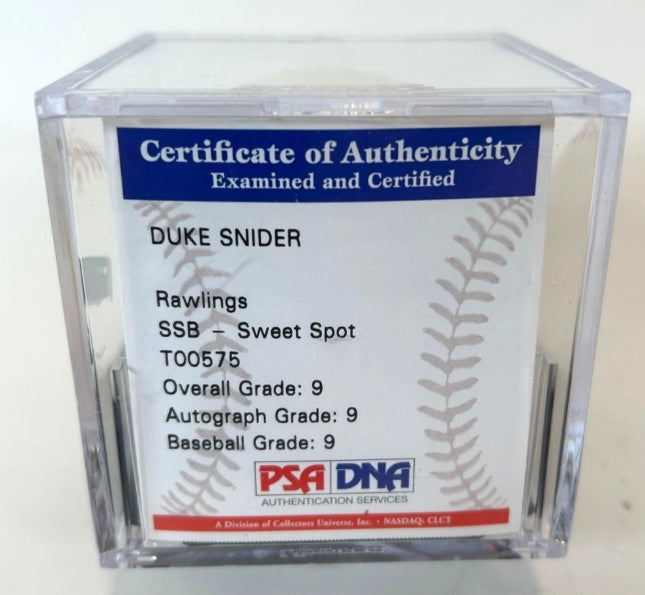 Certificate of Authenticity
Examined and Certified
DUKE SNIDER
Rawlings
SSB – Sweet Spot
T00575
Overall Grade: 9
Autograph Grade: 9
Baseball Grade: 9
PSA DNA
AUTHENTICATION SERVICES
A Division of Collectors Universe, Inc. • NASDAQ: CLCT